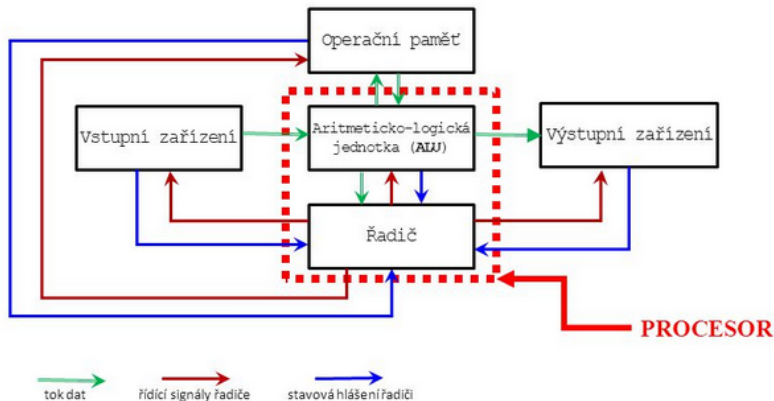 Operační paměť
Vstupní zařízení
Aritmeticko-logická
jednotka (ALU)
Výstupní zařízení
Řadič
PROCESOR
tok dat
řídící signály řadiče
stavová hlášení řadiči